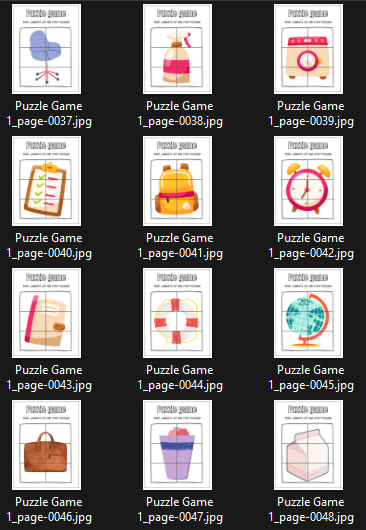 Puzzle game
Puzzle game
Puzzle game
Puzzle Game
1_page-0037.jpg
Puzzle Game
1_page-0038.jpg
Puzzle Game
1_page-0039.jpg
Puzzle game
Puzzle game
Puzzle game
Puzzle Game
1_page-0040.jpg
Puzzle Game
1_page-0041.jpg
Puzzle Game
1_page-0042.jpg
Puzzle game
Puzzle game
Puzzle game
Puzzle Game
1_page-0043.jpg
Puzzle Game
1_page-0044.jpg
Puzzle Game
1_page-0045.jpg
Puzzle game
Puzzle game
Puzzle game
Puzzle Game
1_page-0046.jpg
Puzzle Game
1_page-0047.jpg
Puzzle Game
1_page-0048.jpg